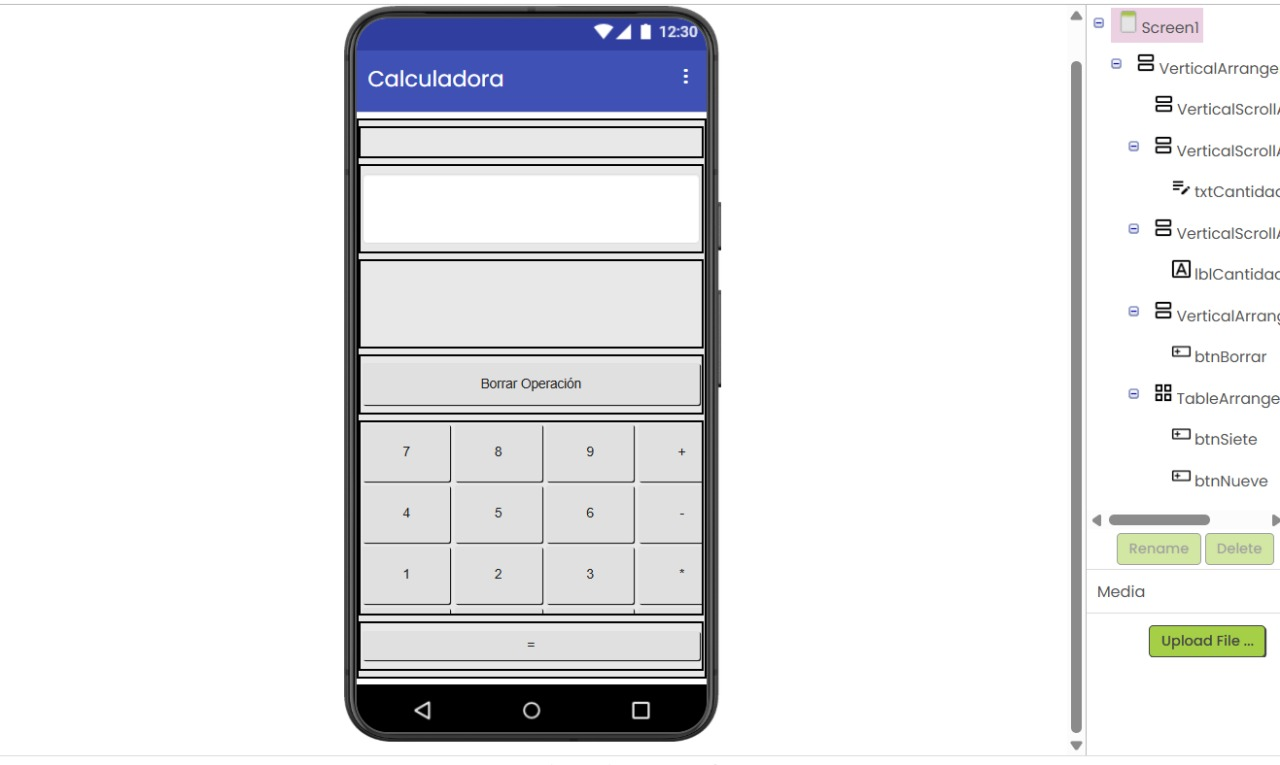 12:30
Calculadora
Borrar Operación
7 8 9 +
4 5 6 -
1 2 3 *
=
Screen1
VerticalArrange
VerticalScrollA
txtCantidad
VerticalScrollA
lblCantidad
VerticalArrang
btnBorrar
TableArrange
btnSiete
btnNueve
Rename Delete
Media
Upload File ...